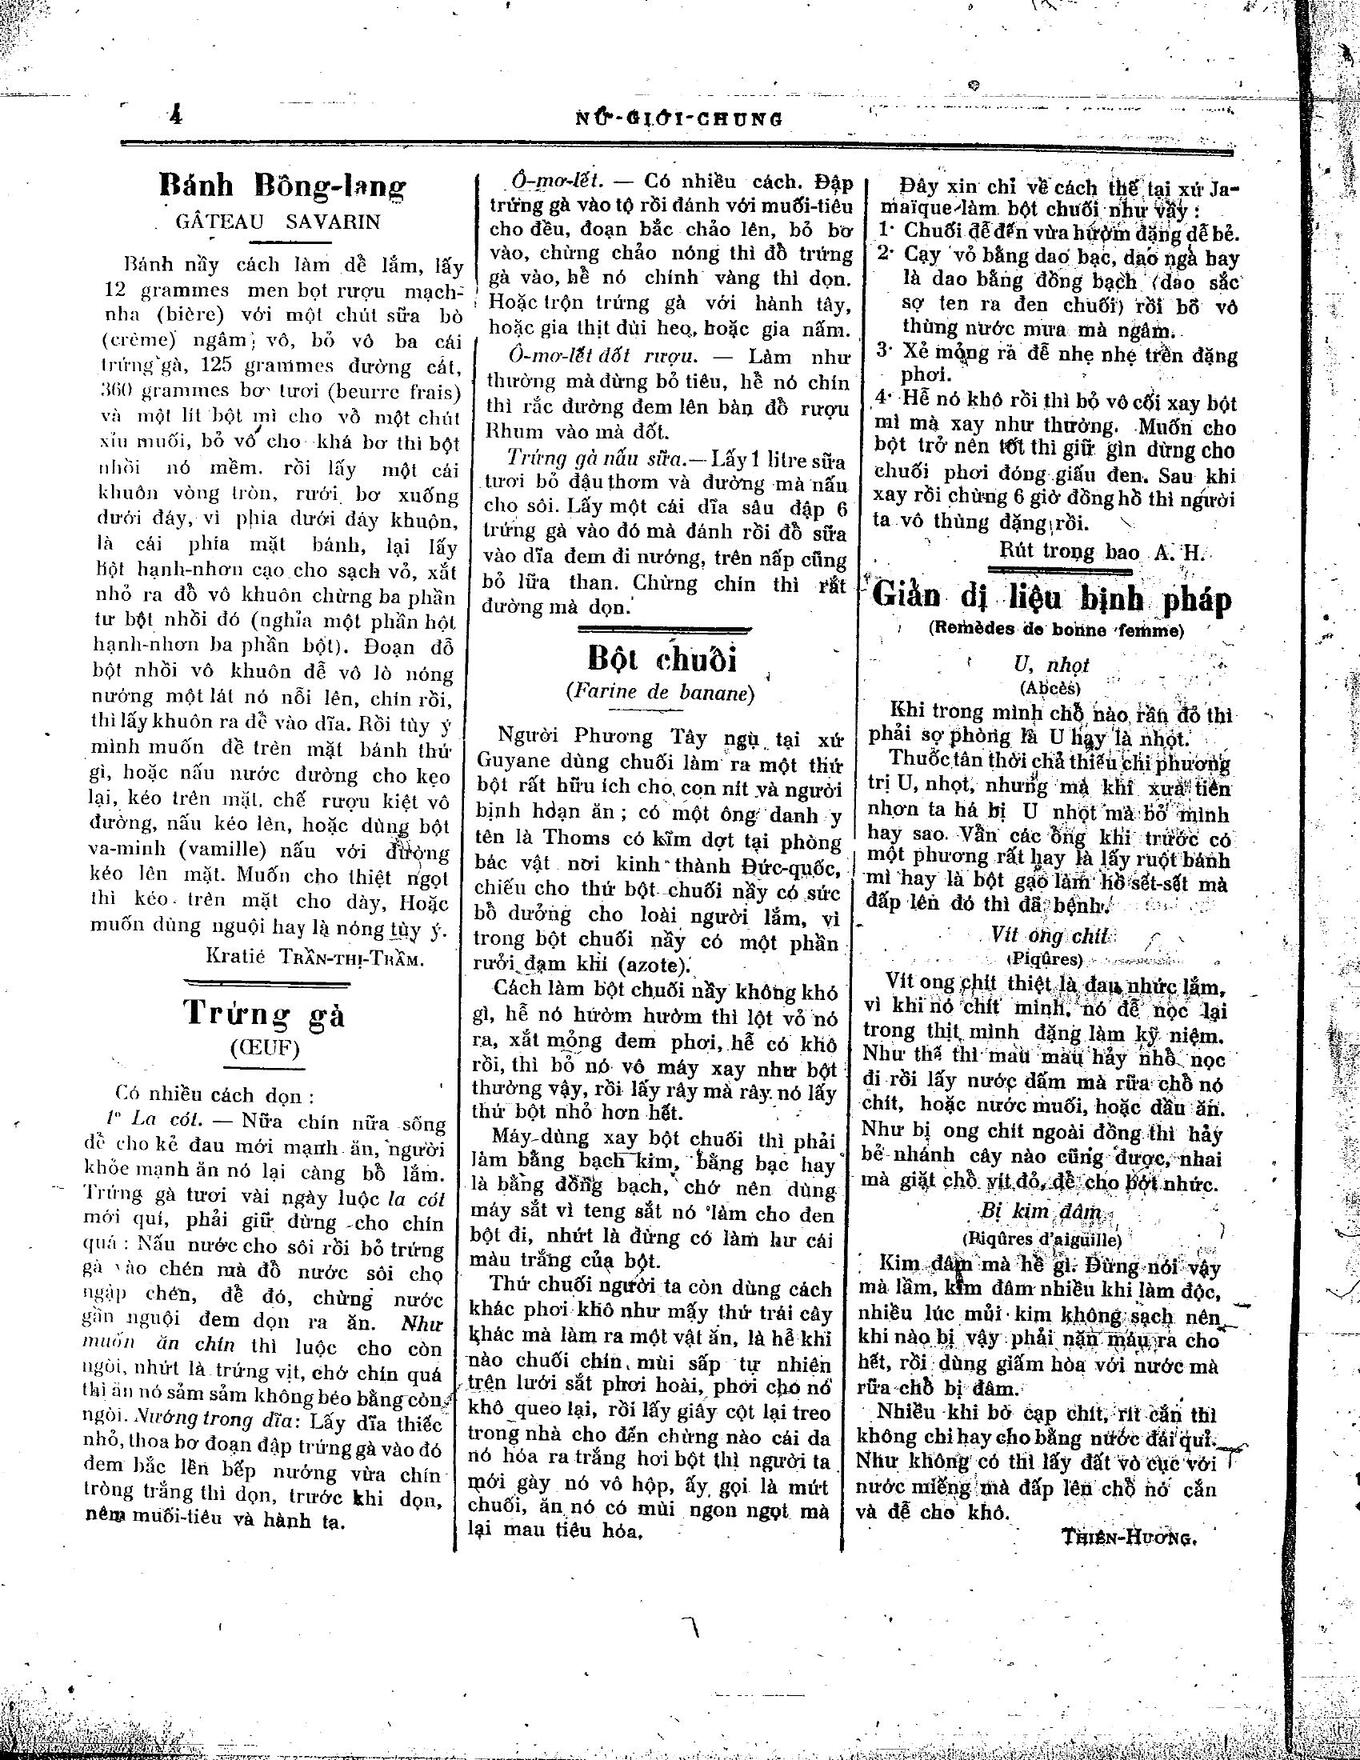 4
NỮ-GIỚI-CHUNG
Bánh Bông-lang
GÂTEAU SAVARIN
Bánh nầy cách làm dể lắm, lấy
12 grammes men bọt rượu mạch-
nha (bière) với một chút sữa bò
(crème) ngâm vô, bỏ vô ba cái
trứng gà, 125 grammes đường cát,
360 grammes bơ tươi (beurre frais)
và một lít bột mì cho vô một chút
xíu muối, bỏ vô cho khá bơ thì bột
nhồi nó mềm. rồi lấy một cái
khuôn vòng tròn, rưới bơ xuống
dưới đáy, vì phía dưới đáy khuôn,
là cái phía mặt bánh, lại lấy
bột hạnh-nhơn cạo cho sạch vỏ, xắt
nhỏ ra đổ vô khuôn chừng ba phần
tư bột nhồi đó (nghỉa một phần bột
hạnh-nhơn ba phần bột). Đoạn đổ
bột nhồi vô khuôn để vô lò nóng
nướng một lát nó nổi lên, chín rồi,
thì lấy khuôn ra để vào dĩa. Rồi tùy ý
mình muốn để trên mặt bánh thứ
gì, hoặc nấu nước đường cho kẹo
lại, kéo trên mặt, chế rượu kiệt vô
đường, nấu kéo lên, hoặc dùng bột
va-minh (vamille) nấu với đường
kéo lên mặt. Muốn cho thiệt ngọt
thì kéo trên mặt cho dày, Hoặc
muốn dùng nguội hay là nóng tùy ý.
Kratié TRẦN-THỊ-TRẦM.
Trứng gà
(ŒUF)
Có nhiều cách dọn :
1º La cót. — Nữa chín nữa sống
để cho kẻ đau mới mạnh ăn, người
khỏe mạnh ăn nó lại càng bổ lắm.
Trứng gà tươi vài ngày luộc la cót
mới quí, phải giữ đừng cho chín
quá : Nấu nước cho sôi rồi bỏ trứng
gà vào chén mà đổ nước sôi cho
ngập chén, để đó, chừng nước
gần nguội đem dọn ra ăn. Như
muốn ăn chín thì luộc cho còn
ngòi, nhứt là trứng vịt, chớ chín quá
thì ăn nó sảm sảm không béo bằng còn
ngòi. Nướng trong dĩa: Lấy dĩa thiếc
nhỏ, thoa bơ đoạn đập trứng gà vào đó
đem bắc lên bếp nướng vừa chín
tròng trắng thì dọn, trước khi dọn,
nêm muối-tiêu và hành ta.
Ô-mơ-lết. — Có nhiều cách. Đập
trứng gà vào tộ rồi đánh với muối-tiêu
cho đều, đoạn bắc chảo lên, bỏ bơ
vào, chừng chảo nóng thì đổ trứng
gà vào, hễ nó chính vàng thì dọn.
Hoặc trộn trứng gà với hành tây,
hoặc gia thịt đùi heo, hoặc gia nấm.
Ô-mơ-lết đốt rượu. — Làm như
thường mà đừng bỏ tiêu, hễ nó chín
thì rắc đường đem lên bàn đổ rượu
Rhum vào mà đốt.
Trứng gà nấu sữa.—Lấy 1 litre sữa
tươi bỏ đậu thơm và đường mà nấu
cho sôi. Lấy một cái dĩa sâu đập 6
trứng gà vào đó mà đánh rồi đổ sữa
vào dĩa đem đi nướng, trên nắp cũng
bỏ lữa than. Chừng chín thì rắt
đường mà dọn.
Bột chuối
(Farine de banane)
Người Phương Tây ngụ tại xứ
Guyane dùng chuối làm ra một thứ
bột rất hữu ích cho con nít và người
bịnh hoạn ăn ; có một ông danh y
tên là Thoms có kĩm dợt tại phòng
bác vật nơi kinh thành Đức-quốc,
chiếu cho thứ bột chuối nầy có sức
bổ dưởng cho loài người lắm, vì
trong bột chuối nầy có một phần
rưởi đạm khí (azote).
Cách làm bột chuối nầy không khó
gì, hễ nó hườm hườm thì lột vỏ nó
ra, xắt mỏng đem phơi, hễ có khô
rồi, thì bỏ nó vô máy xay như bột
thường vậy, rồi lấy rây mà rây nó lấy
thứ bột nhỏ hơn hết.
Máy dùng xay bột chuối thì phải
làm bằng bạch kim, bằng bạc hay
là bằng đồng bạch, chớ nên dùng
máy sắt vì teng sắt nó làm cho đen
bột đi, nhứt là đừng có làm hư cái
màu trắng của bột.
Thứ chuối người ta còn dùng cách
khác phơi khô như mấy thứ trái cây
khác mà làm ra một vật ăn, là hễ khi
nào chuối chín mùi sắp tự nhiên
trên lưới sắt phơi hoài, phơi cho nó
khô queo lại, rồi lấy giây cột lại treo
trong nhà cho đến chừng nào cái da
nó hóa ra trắng hơi bột thì người ta
mới gày nó vô hộp, ấy gọi là mứt
chuối, ăn nó có mùi ngon ngọt mà
lại mau tiêu hóa.
Đây xin chỉ về cách thế tại xứ Ja-
maïque làm bột chuối như vầy :
1· Chuối để đến vừa hườm đặng dể bẻ.
2· Cạy vỏ bằng dao bạc, dao ngà hay
là dao bằng đồng bạch (dao sắc
sợ ten ra đen chuối) rồi bỏ vô
thùng nước mưa mà ngâm.
3· Xẻ mỏng ra để nhẹ nhẹ trên đặng
phơi.
4· Hễ nó khô rồi thì bỏ vô cối xay bột
mì mà xay như thường. Muốn cho
bột trở nên tốt thì giữ gìn đừng cho
chuối phơi đóng giấu đen. Sau khi
xay rồi chừng 6 giờ đồng hồ thì người
ta vô thùng đặng rồi.
Rút trong bao A. H.
Giản dị liệu bịnh pháp
(Remèdes de bonne femme)
U, nhọt
(Abcès)
Khi trong mình chỗ nào rần đỏ thì
phải sợ phòng là U hay là nhọt.
Thuốc tân thời chả thiếu chi phương
trị U, nhọt, nhưng mà khi xưa tiền
nhơn ta há bị U nhọt mà bỏ mình
hay sao. Vẫn các ông khi trước có
một phương rất hay là lấy ruột bánh
mì hay là bột gạo làm hồ sết-sết mà
đấp lên đó thì đã bệnh.
Vít ong chít
(Piqûres)
Vít ong chít thiệt là đau nhức lắm,
vì khi nó chít mình, nó để nọc lại
trong thịt mình đặng làm kỹ niệm.
Như thế thì mau mau hảy nhổ nọc
đi rồi lấy nước dấm mà rữa chỗ nó
chít, hoặc nước muối, hoặc dầu ăn.
Như bị ong chít ngoài đồng thì hảy
bẻ nhánh cây nào cũng được, nhai
mà giặt chỗ vít đó, để cho bớt nhức.
Bị kim đâm
(Piqûres d'aiguille)
Kim đâm mà hề gì. Đừng nói vậy
mà lầm, kim đâm nhiều khi làm độc,
nhiều lúc mủi kim không sạch nên
khi nào bị vậy phải nặn máu ra cho
hết, rồi dùng giấm hòa với nước mà
rữa chỗ bị đâm.
Nhiều khi bò cạp chít, rít cắn thì
không chi hay cho bằng nước đái quỉ.
Như không có thì lấy đất vò cục với
nước miếng mà đấp lên chỗ nó cắn
và để cho khô.
THIÊN-HƯƠNG.